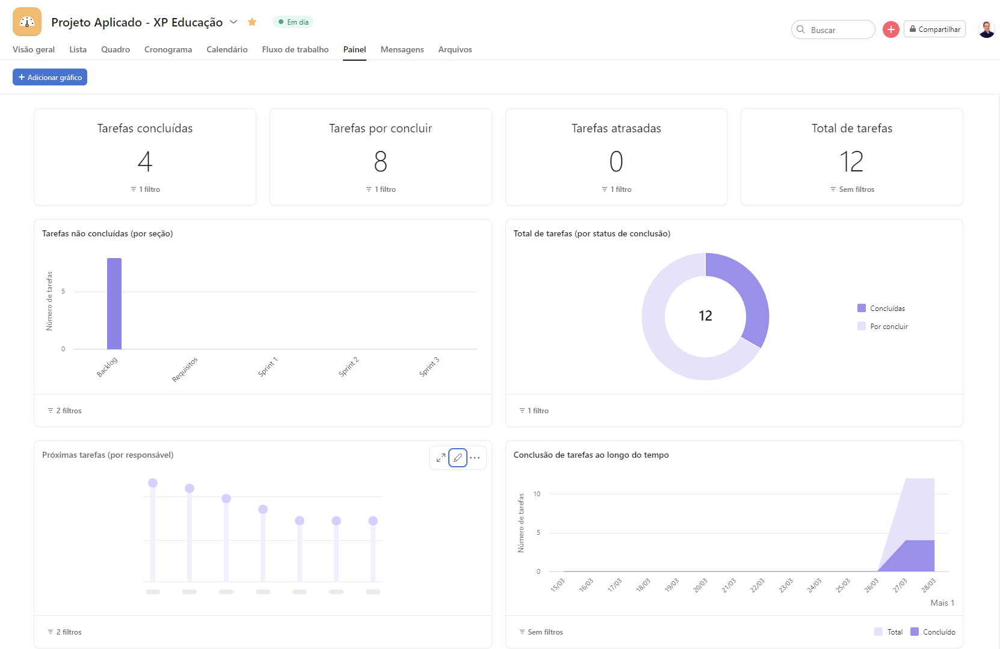 Projeto Aplicado - XP Educação
Em dia
Buscar
Compartilhar
Visão geral
Lista
Quadro
Cronograma
Calendário
Fluxo de trabalho
Painel
Mensagens
Arquivos
+ Adicionar gráfico
Tarefas concluídas
4
1 filtro
Tarefas por concluir
8
1 filtro
Tarefas atrasadas
0
1 filtro
Total de tarefas
12
Sem filtros
Tarefas não concluídas (por seção)
Número de tarefas
5
0
Backlog
Requisitos
Sprint 1
Sprint 2
Sprint 3
2 filtros
Total de tarefas (por status de conclusão)
12
Concluídas
Por concluir
1 filtro
Próximas tarefas (por responsável)
2 filtros
Conclusão de tarefas ao longo do tempo
Número de tarefas
10
5
0
15/03
16/03
17/03
18/03
19/03
20/03
21/03
22/03
23/03
24/03
25/03
26/03
27/03
28/03
Mais 1
Sem filtros
Total
Concluído